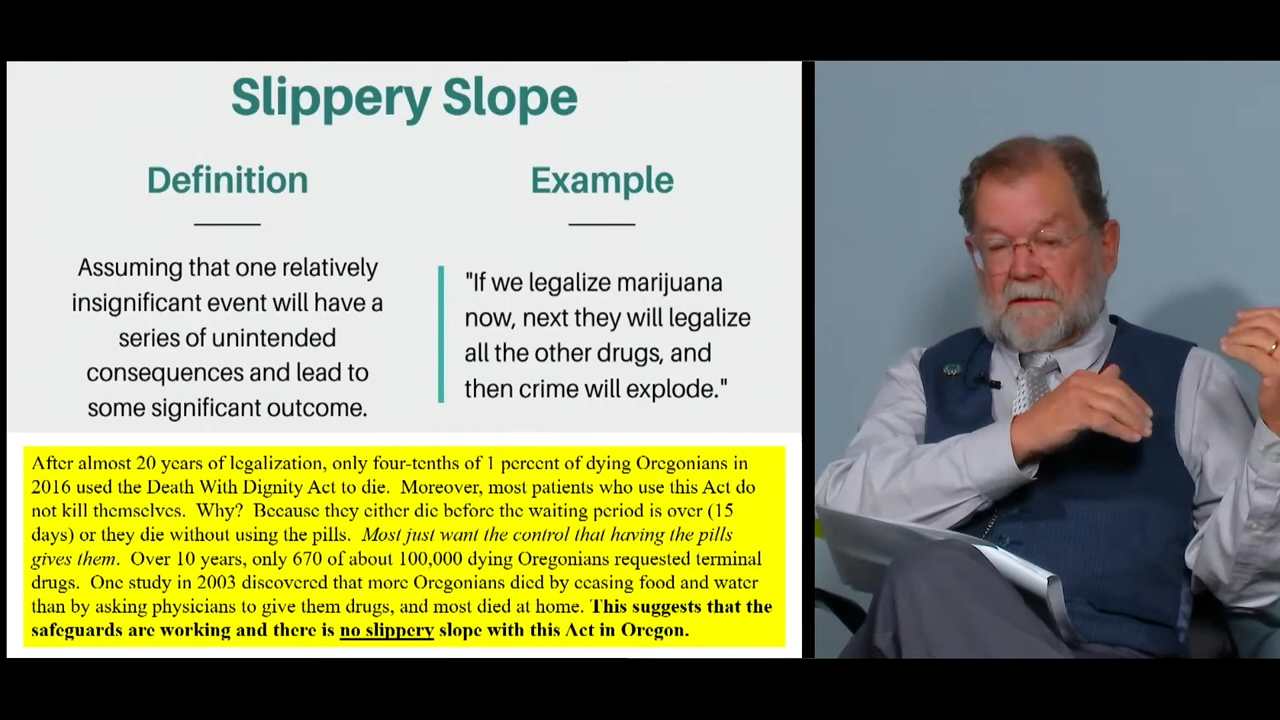 Slippery Slope
Definition
Assuming that one relatively
insignificant event will have a
series of unintended
consequences and lead to
some significant outcome.
Example
"If we legalize marijuana
now, next they will legalize
all the other drugs, and
then crime will explode."
After almost 20 years of legalization, only four-tenths of 1 percent of dying Oregonians in
2016 used the Death With Dignity Act to die. Moreover, most patients who use this Act do
not kill themselves. Why? Because they either die before the waiting period is over (15
days) or they die without using the pills. Most just want the control that having the pills
gives them. Over 10 years, only 670 of about 100,000 dying Oregonians requested terminal
drugs. One study in 2003 discovered that more Oregonians died by ceasing food and water
than by asking physicians to give them drugs, and most died at home. This suggests that the
safeguards are working and there is no slippery slope with this Act in Oregon.